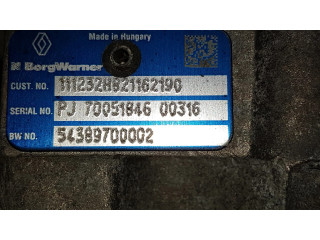 Made in Hungary
BorgWarner
CUST. NO. 111232H821162190
SERIAL NO. PJ 70051846 00316
BW NO. 54389700002